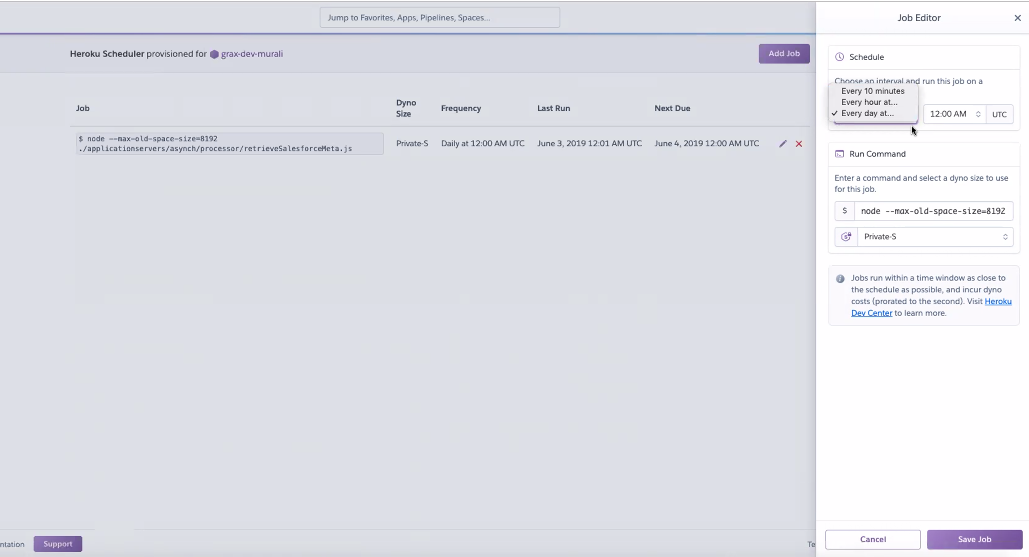 Jump to Favorites, Apps, Pipelines, Spaces...
Heroku Scheduler provisioned for grax-dev-murali
Add Job
Job
Dyno Size
Frequency
Last Run
Next Due
$ node --max-old-space-size=8192
./applicationservers/asynch/processor/retrieveSalesforceMeta.js
Private-S
Daily at 12:00 AM UTC
June 3, 2019 12:01 AM UTC
June 4, 2019 12:00 AM UTC
ntation
Support
Te
Job Editor
Schedule
Choose an interval and run this job on a
Every 10 minutes
Every hour at...
✓ Every day at...
12:00 AM
UTC
Run Command
Enter a command and select a dyno size to use
for this job.
$ node --max-old-space-size=8192
Private-S
Jobs run within a time window as close to
the schedule as possible, and incur dyno
costs (prorated to the second). Visit Heroku
Dev Center to learn more.
Cancel
Save Job